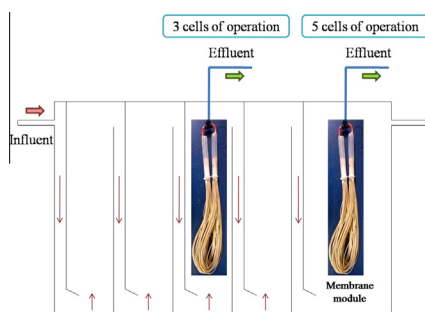 3 cells of operation
5 cells of operation
Effluent
Effluent
Influent
Membrane
module